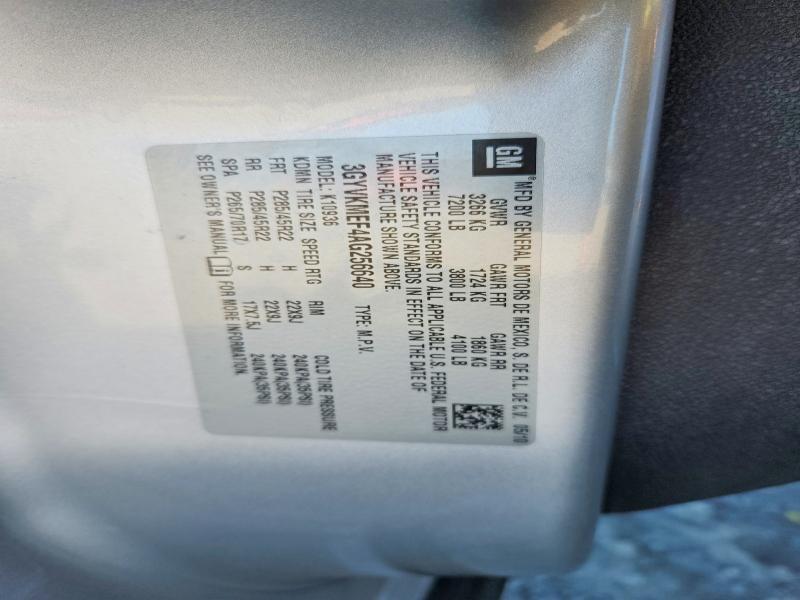 GM
® MFD BY GENERAL MOTORS DE MEXICO, S. DE R.L. DE C.V. 05/10
GVWR GAWR FRT GAWR RR
3266 KG 1724 KG 1860 KG
7200 LB 3800 LB 4100 LB
THIS VEHICLE CONFORMS TO ALL APPLICABLE U.S. FEDERAL MOTOR
VEHICLE SAFETY STANDARDS IN EFFECT ON THE DATE OF
MANUFACTURE SHOWN ABOVE.
3GYVKMEF4AG256640 TYPE: M.P.V.
MODEL: K10936
KDMN TIRE SIZE SPEED RTG RIM COLD TIRE PRESSURE
FRT P285/45R22 H 22X9J 240KPA(35PSI)
RR P285/45R22 H 22X9J 240KPA(35PSI)
SPA P265/70R17 S 17X7.5J 240KPA(35PSI)
SEE OWNER'S MANUAL FOR MORE INFORMATION.